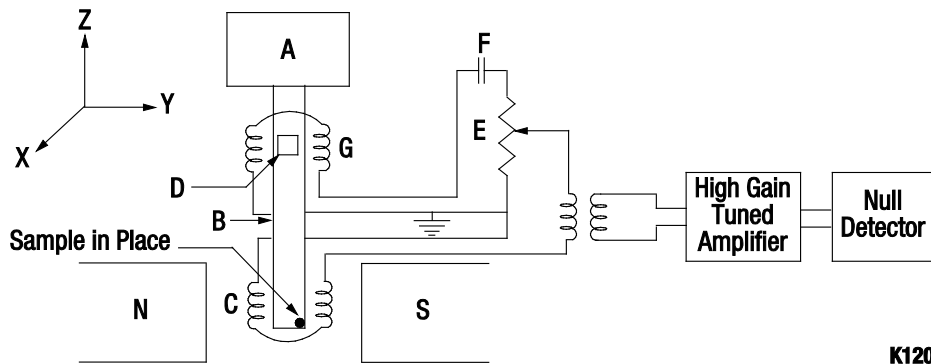 Z
A
F
Y
E
X
G
D
High Gain
Tuned
Amplifier
Null
Detector
B
Sample in Place
N
C
S
K120